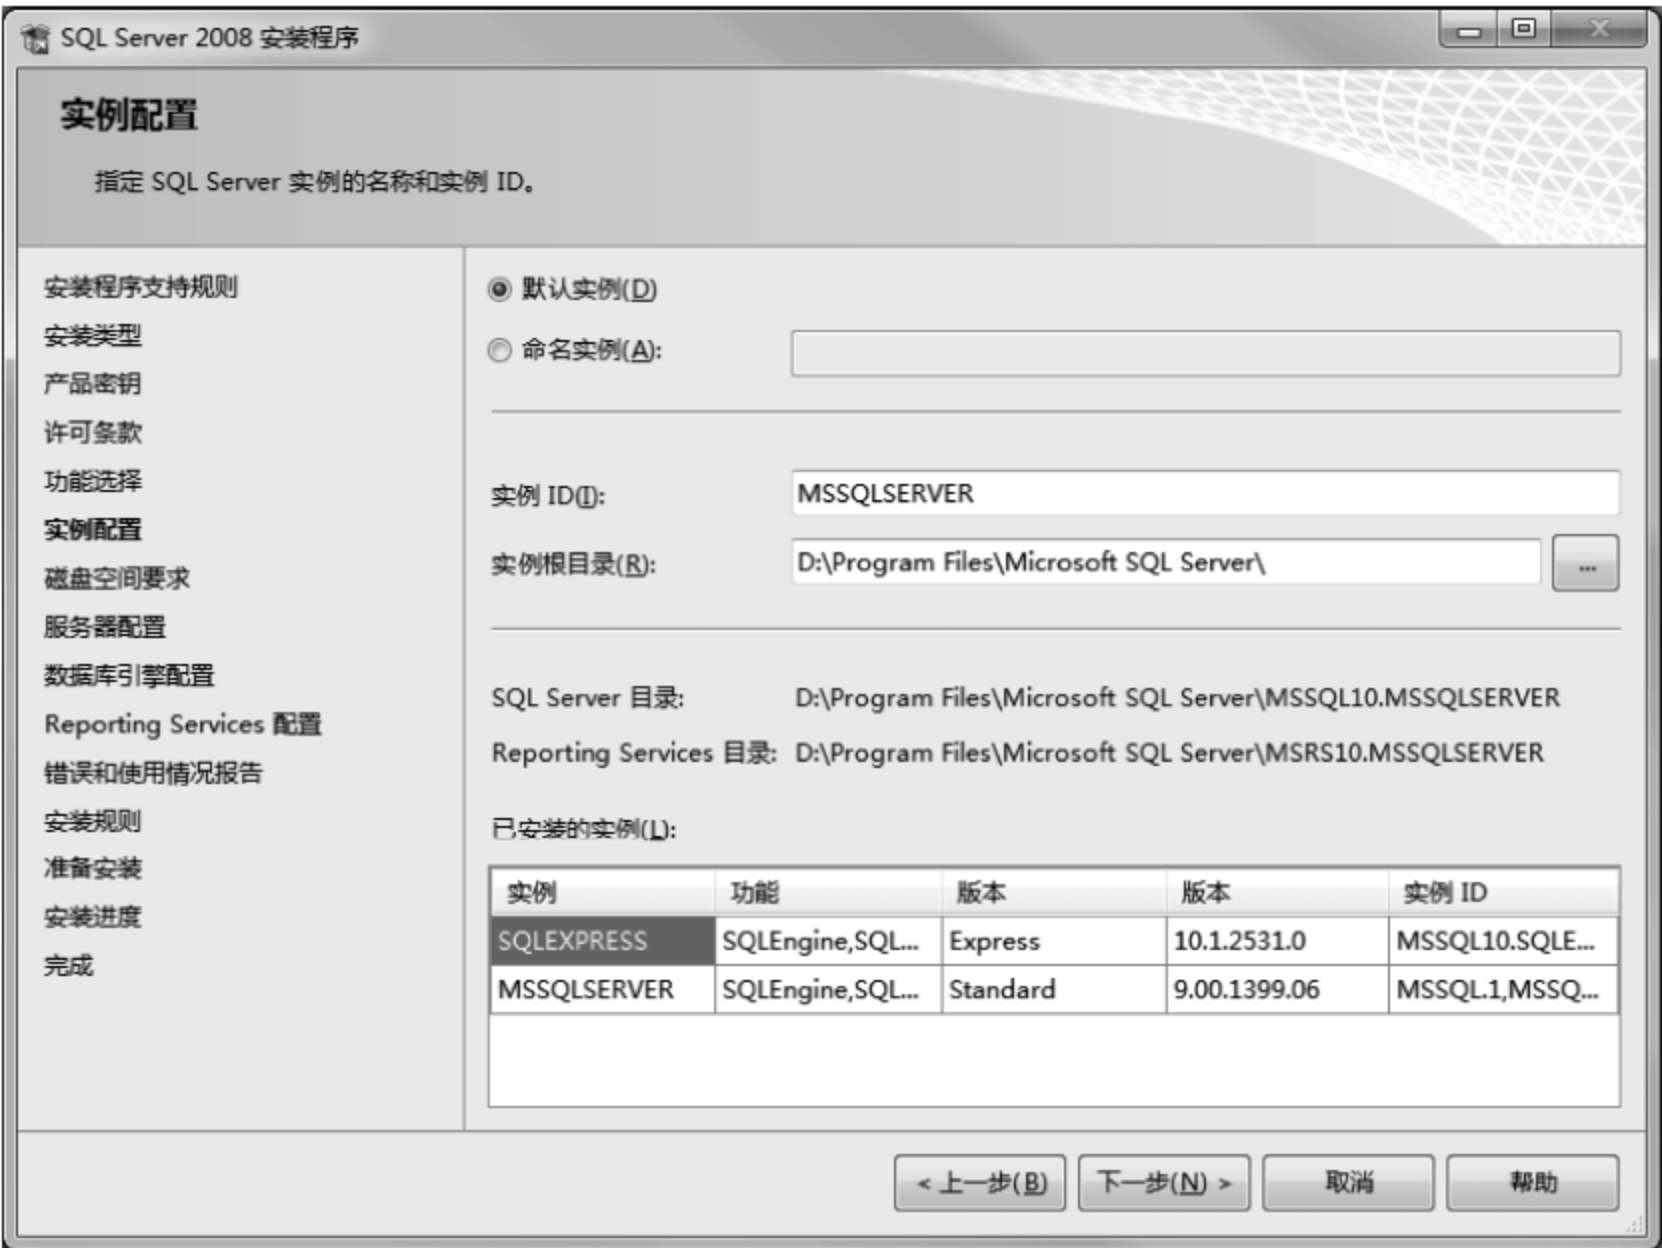 SQL Server 2008 安装程序
实例配置
指定 SQL Server 实例的名称和实例 ID。
安装程序支持规则
安装类型
产品密钥
许可条款
功能选择
实例配置
磁盘空间要求
服务器配置
数据库引擎配置
Reporting Services 配置
错误和使用情况报告
安装规则
准备安装
安装进度
完成
默认实例(D)
命名实例(A):
实例 ID(I): MSSQLSERVER
实例根目录(R): D:\Program Files\Microsoft SQL Server\ ...
SQL Server 目录: D:\Program Files\Microsoft SQL Server\MSSQL10.MSSQLSERVER
Reporting Services 目录: D:\Program Files\Microsoft SQL Server\MSRS10.MSSQLSERVER
已安装的实例(L):
实例 功能 版本 版本 实例 ID
SQLEXPRESS SQLEngine,SQL... Express 10.1.2531.0 MSSQL10.SQLE...
MSSQLSERVER SQLEngine,SQL... Standard 9.00.1399.06 MSSQL.1,MSSQ...
< 上一步(B) 下一步(N) > 取消 帮助